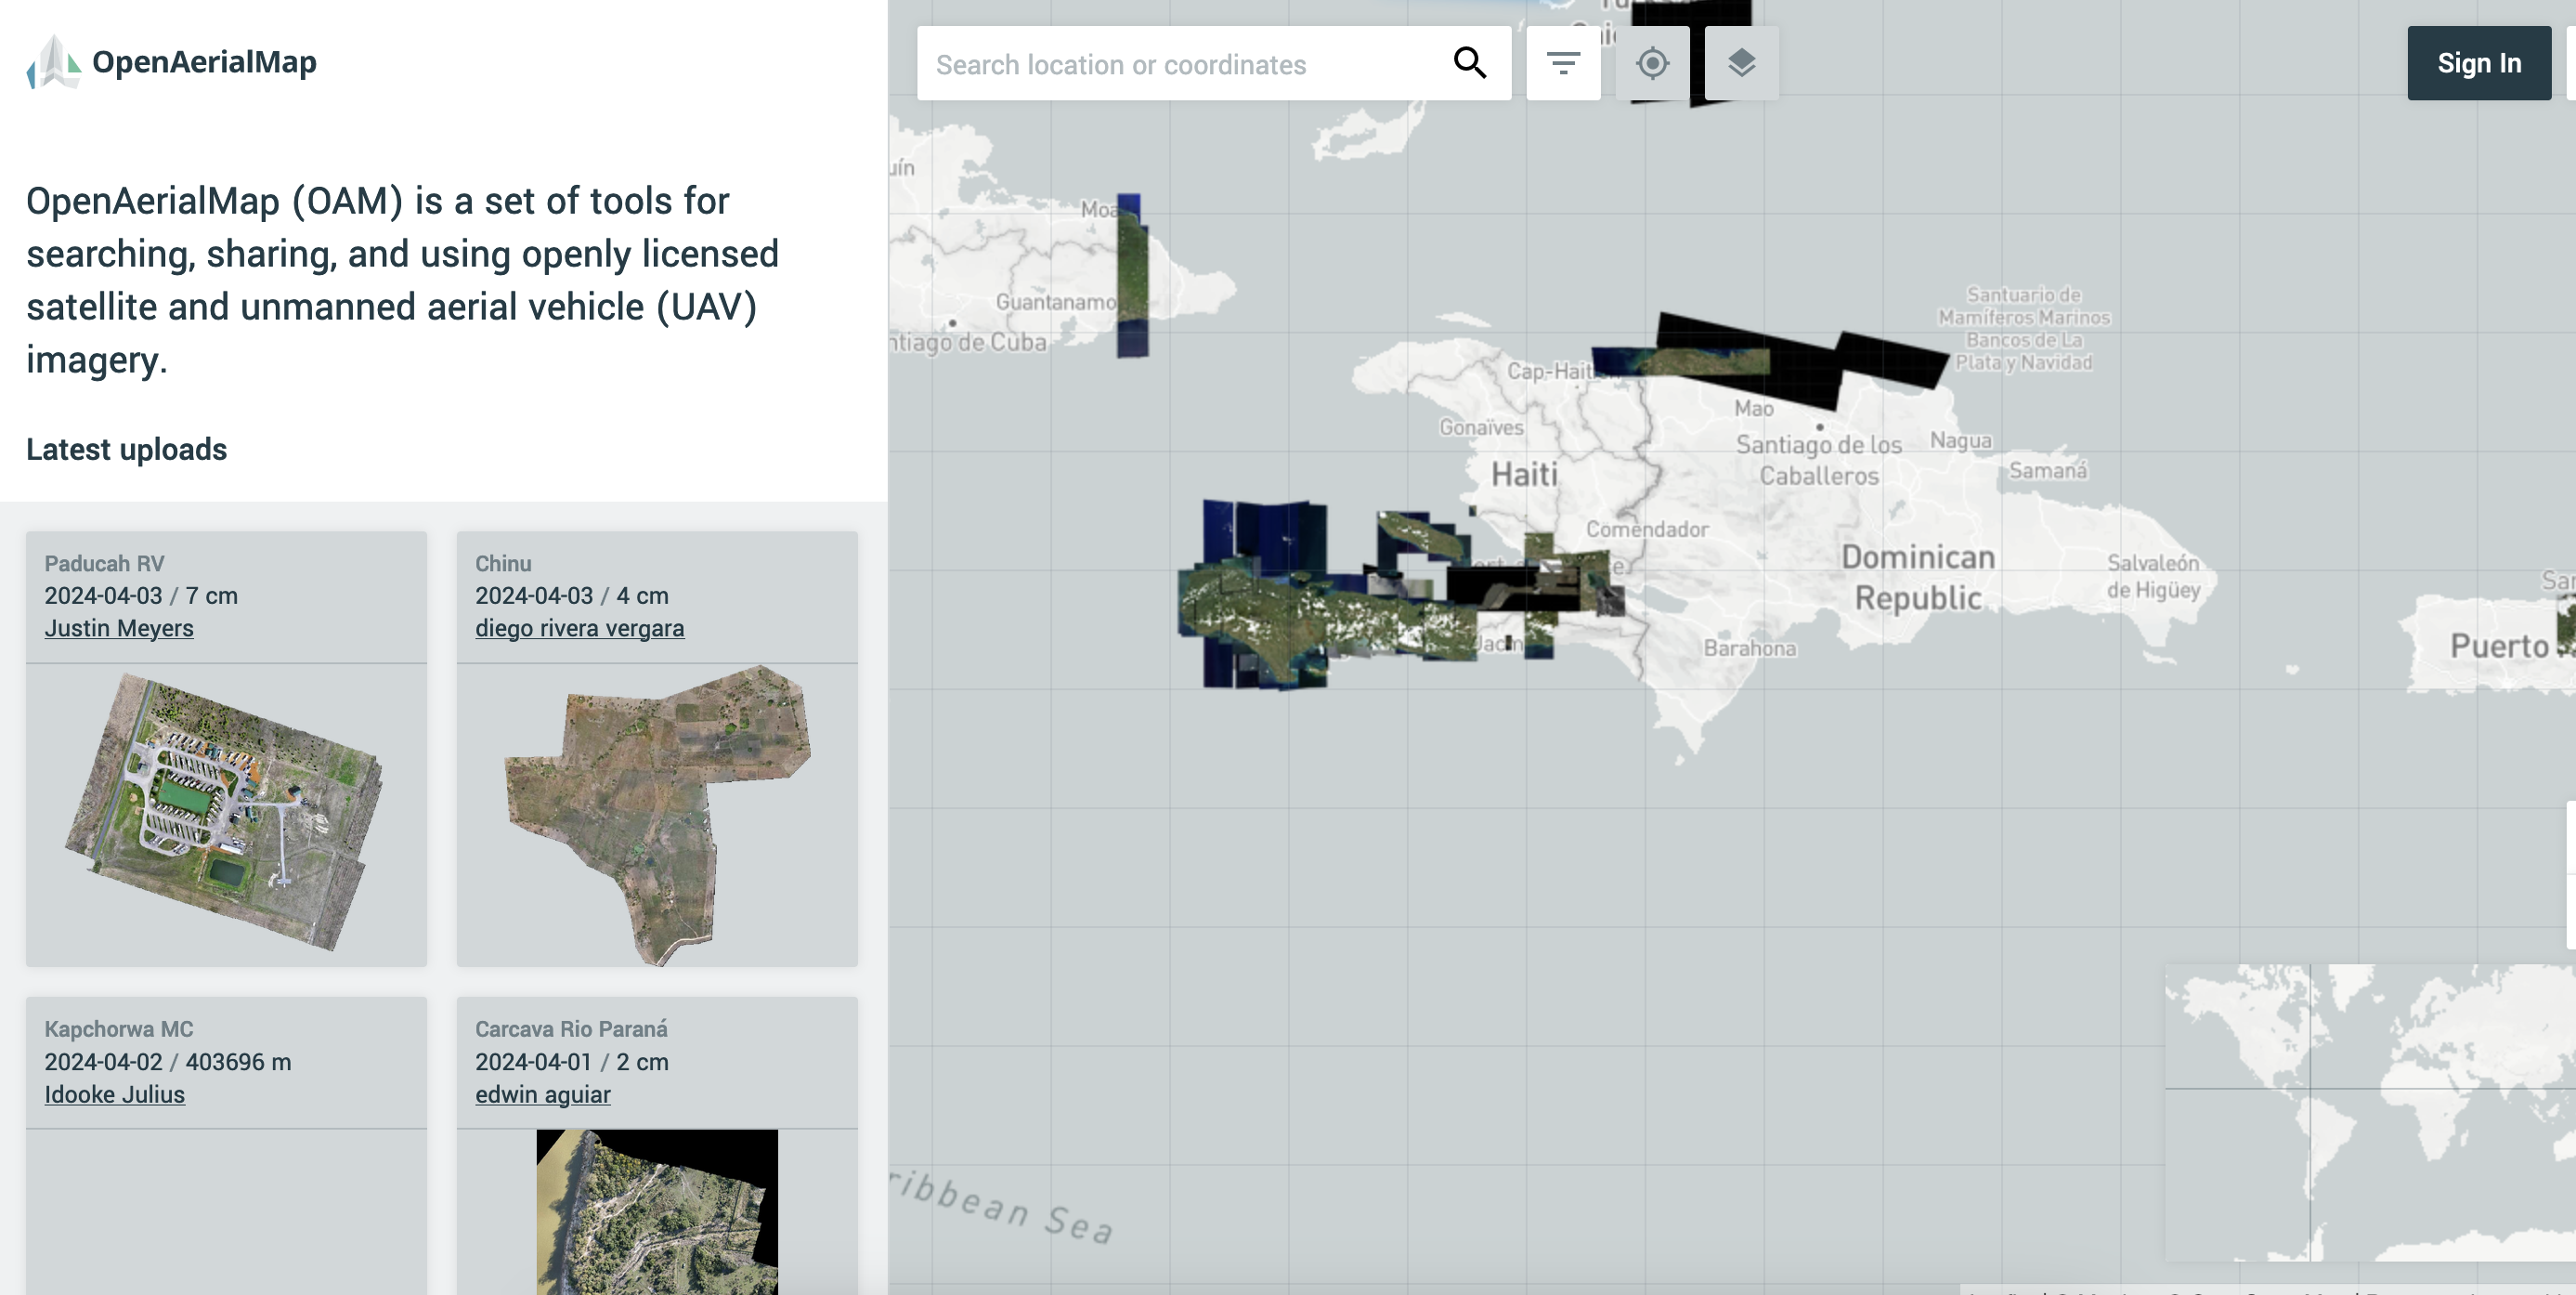 OpenAerialMap
OpenAerialMap (OAM) is a set of tools for
searching, sharing, and using openly licensed
satellite and unmanned aerial vehicle (UAV)
imagery.
Latest uploads
Paducah RV
2024-04-03 / 7 cm
Justin Meyers
Chinu
2024-04-03 / 4 cm
diego rivera vergara
Kapchorwa MC
2024-04-02 / 403696 m
Idooke Julius
Carcava Rio Paraná
2024-04-01 / 2 cm
edwin aguiar
Search location or coordinates
Sign In
Moa
Guantanamo
ntiago de Cuba
Santuario de
Mamíferos Marinos
Bancos de La
Plata y Navidad
Cap-Hait
Mao
Gonaïves
Santiago de los
Caballeros
Nagua
Samaná
Haiti
Comendador
Dominican
Republic
Salvaleón
de Higüey
Jacm
Barahona
Puerto
ribbean Sea